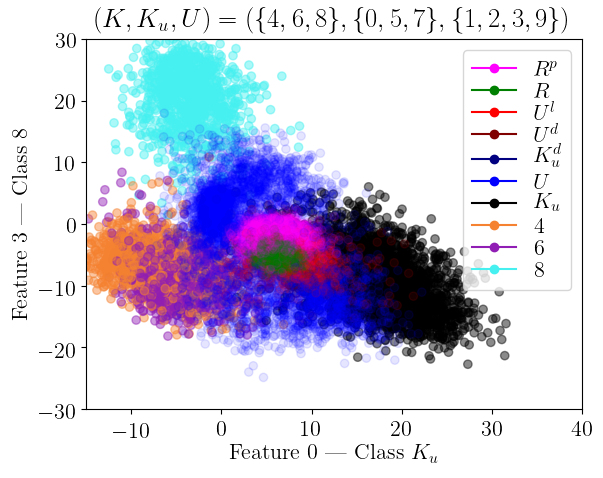 (K, K_u, U) = ({4, 6, 8}, {0, 5, 7}, {1, 2, 3, 9})
30
20
10
0
−10
−20
−30
Feature 3 — Class 8
R^p
R
U^l
U^d
K_u^d
U
K_u
4
6
8
−10 0 10 20 30 40
Feature 0 — Class K_u